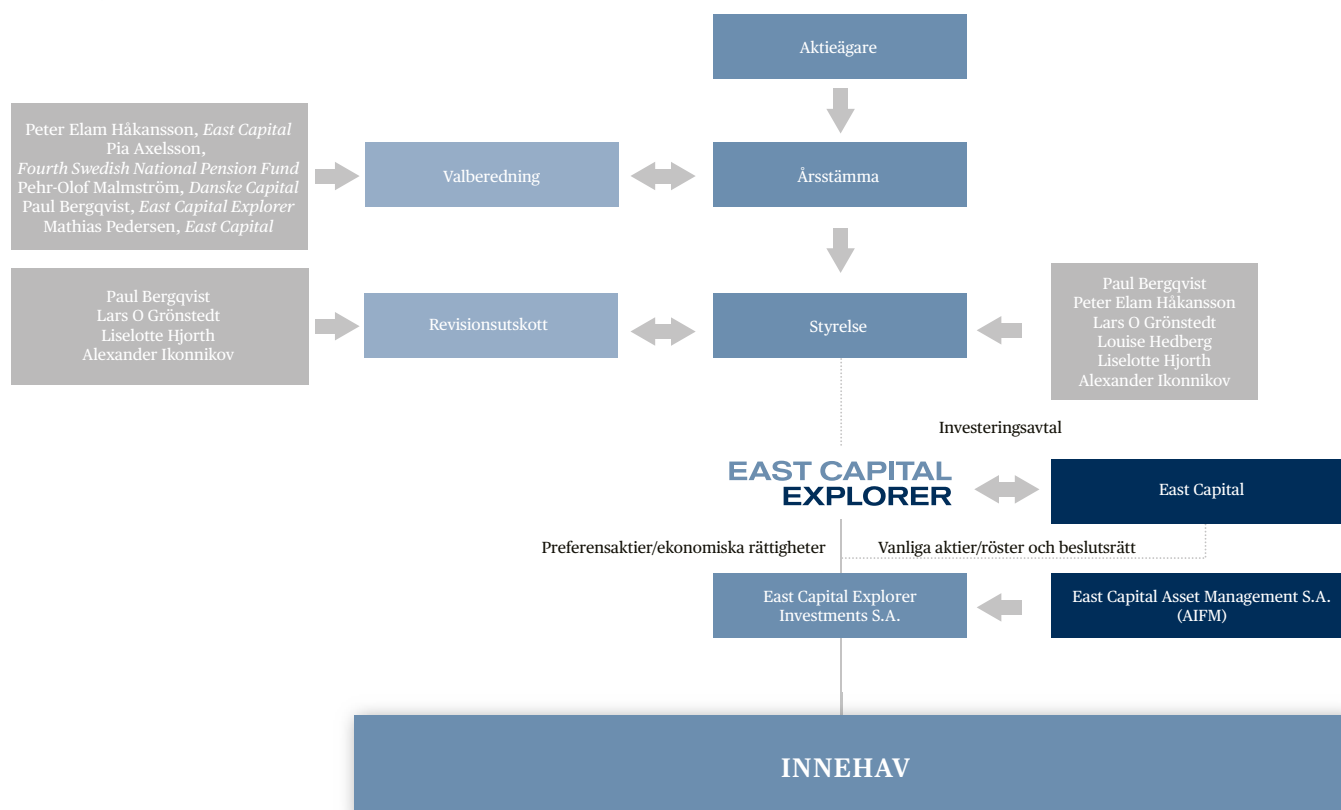 Aktieägare
Peter Elam Håkansson, East Capital
Pia Axelsson,
Fourth Swedish National Pension Fund
Pehr-Olof Malmström, Danske Capital
Paul Bergqvist, East Capital Explorer
Mathias Pedersen, East Capital
Valberedning
Årsstämma
Paul Bergqvist
Lars O Grönstedt
Liselotte Hjorth
Alexander Ikonnikov
Revisionsutskott
Styrelse
Paul Bergqvist
Peter Elam Håkansson
Lars O Grönstedt
Louise Hedberg
Liselotte Hjorth
Alexander Ikonnikov
Investeringsavtal
EAST CAPITAL
EXPLORER
East Capital
Preferensaktier/ekonomiska rättigheter
Vanliga aktier/röster och beslutsrätt
East Capital Explorer
Investments S.A.
East Capital Asset Management S.A.
(AIFM)
INNEHAV